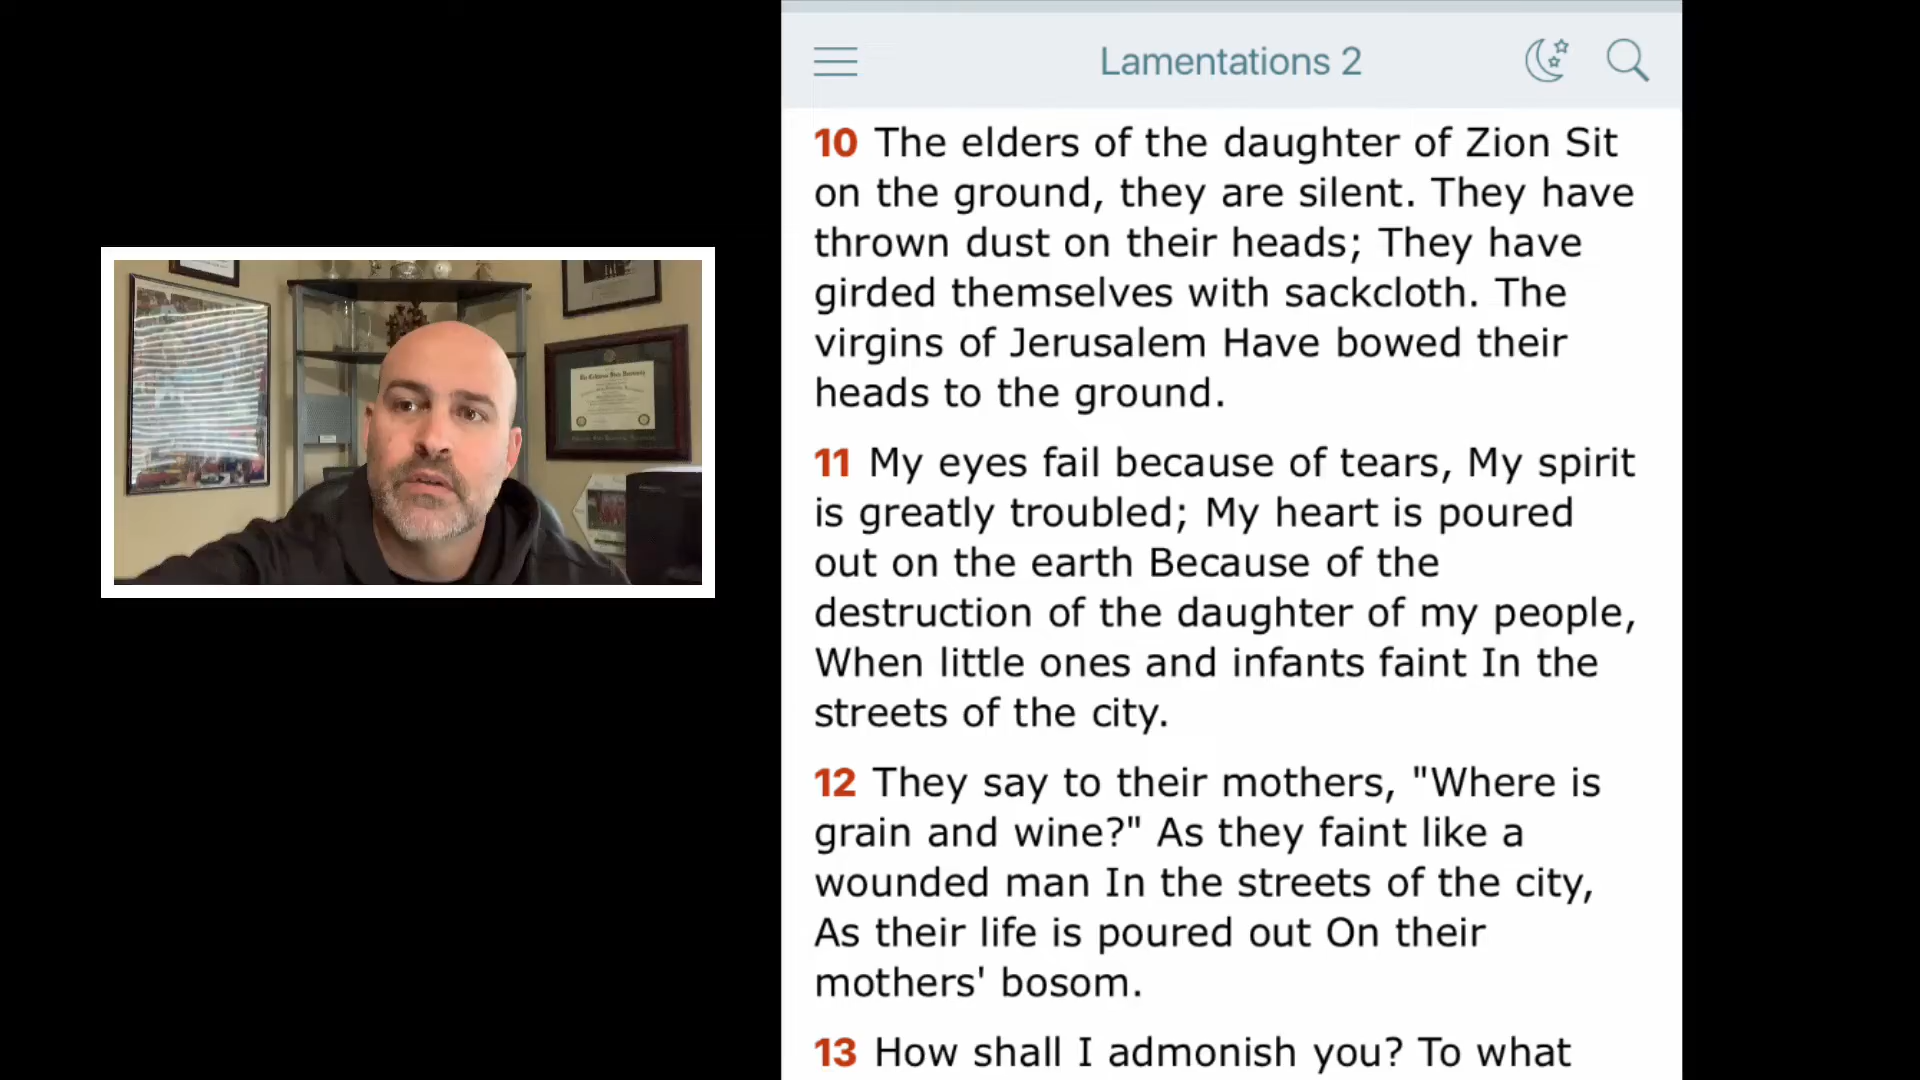 Lamentations 2
10 The elders of the daughter of Zion Sit
on the ground, they are silent. They have
thrown dust on their heads; They have
girded themselves with sackcloth. The
virgins of Jerusalem Have bowed their
heads to the ground.
11 My eyes fail because of tears, My spirit
is greatly troubled; My heart is poured
out on the earth Because of the
destruction of the daughter of my people,
When little ones and infants faint In the
streets of the city.
12 They say to their mothers, "Where is
grain and wine?" As they faint like a
wounded man In the streets of the city,
As their life is poured out On their
mothers' bosom.
13 How shall I admonish you? To what